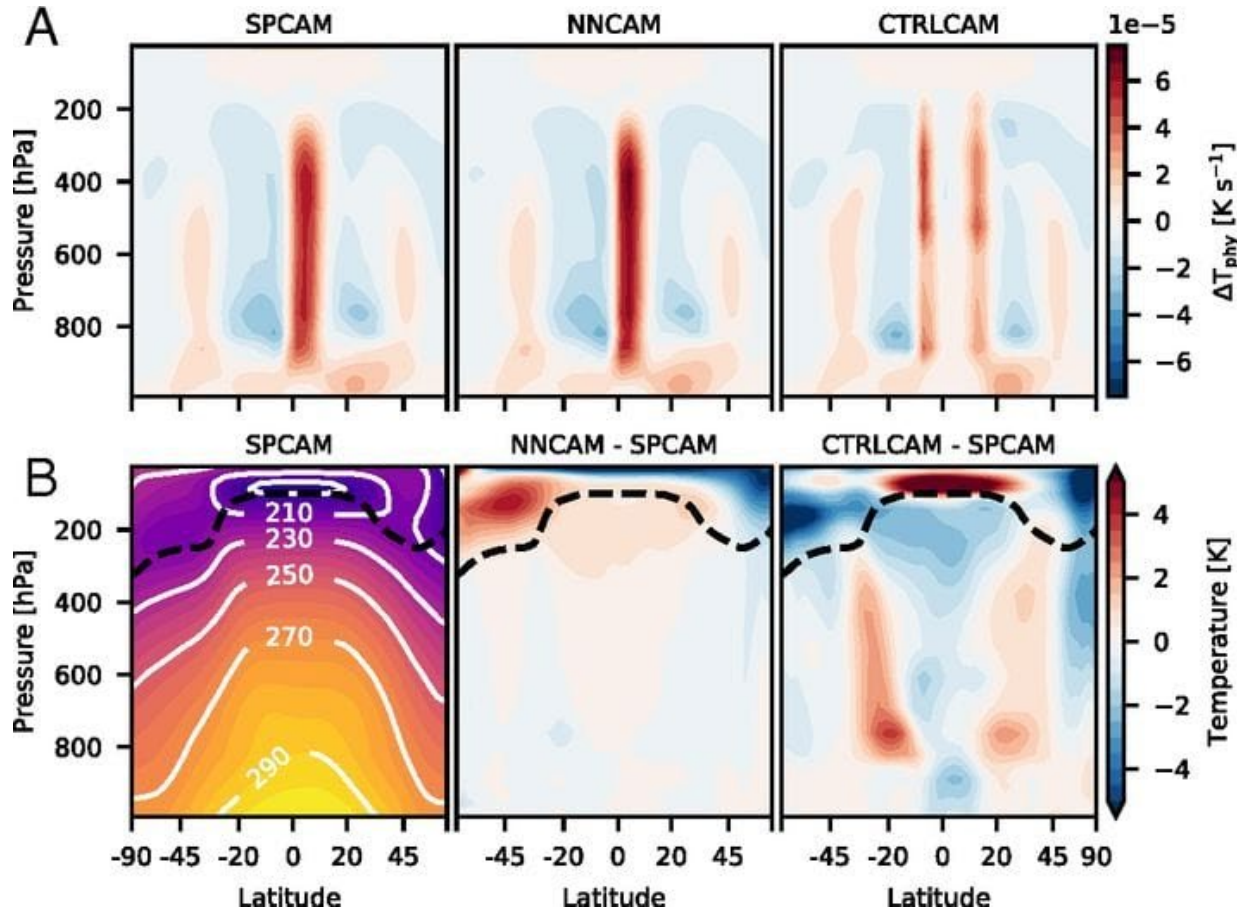 A
SPCAM
NNCAM
CTRLCAM
1e−5
Pressure [hPa]
200
400
600
800
6
4
2
0
−2
−4
−6
ΔTphy [K s−1]
B
SPCAM
NNCAM - SPCAM
CTRLCAM - SPCAM
Pressure [hPa]
200
400
600
800
210
230
250
270
290
4
2
0
−2
−4
Temperature [K]
-90 -45 -20 0 20 45
-45 -20 0 20 45
-45 -20 0 20 45 90
Latitude
Latitude
Latitude